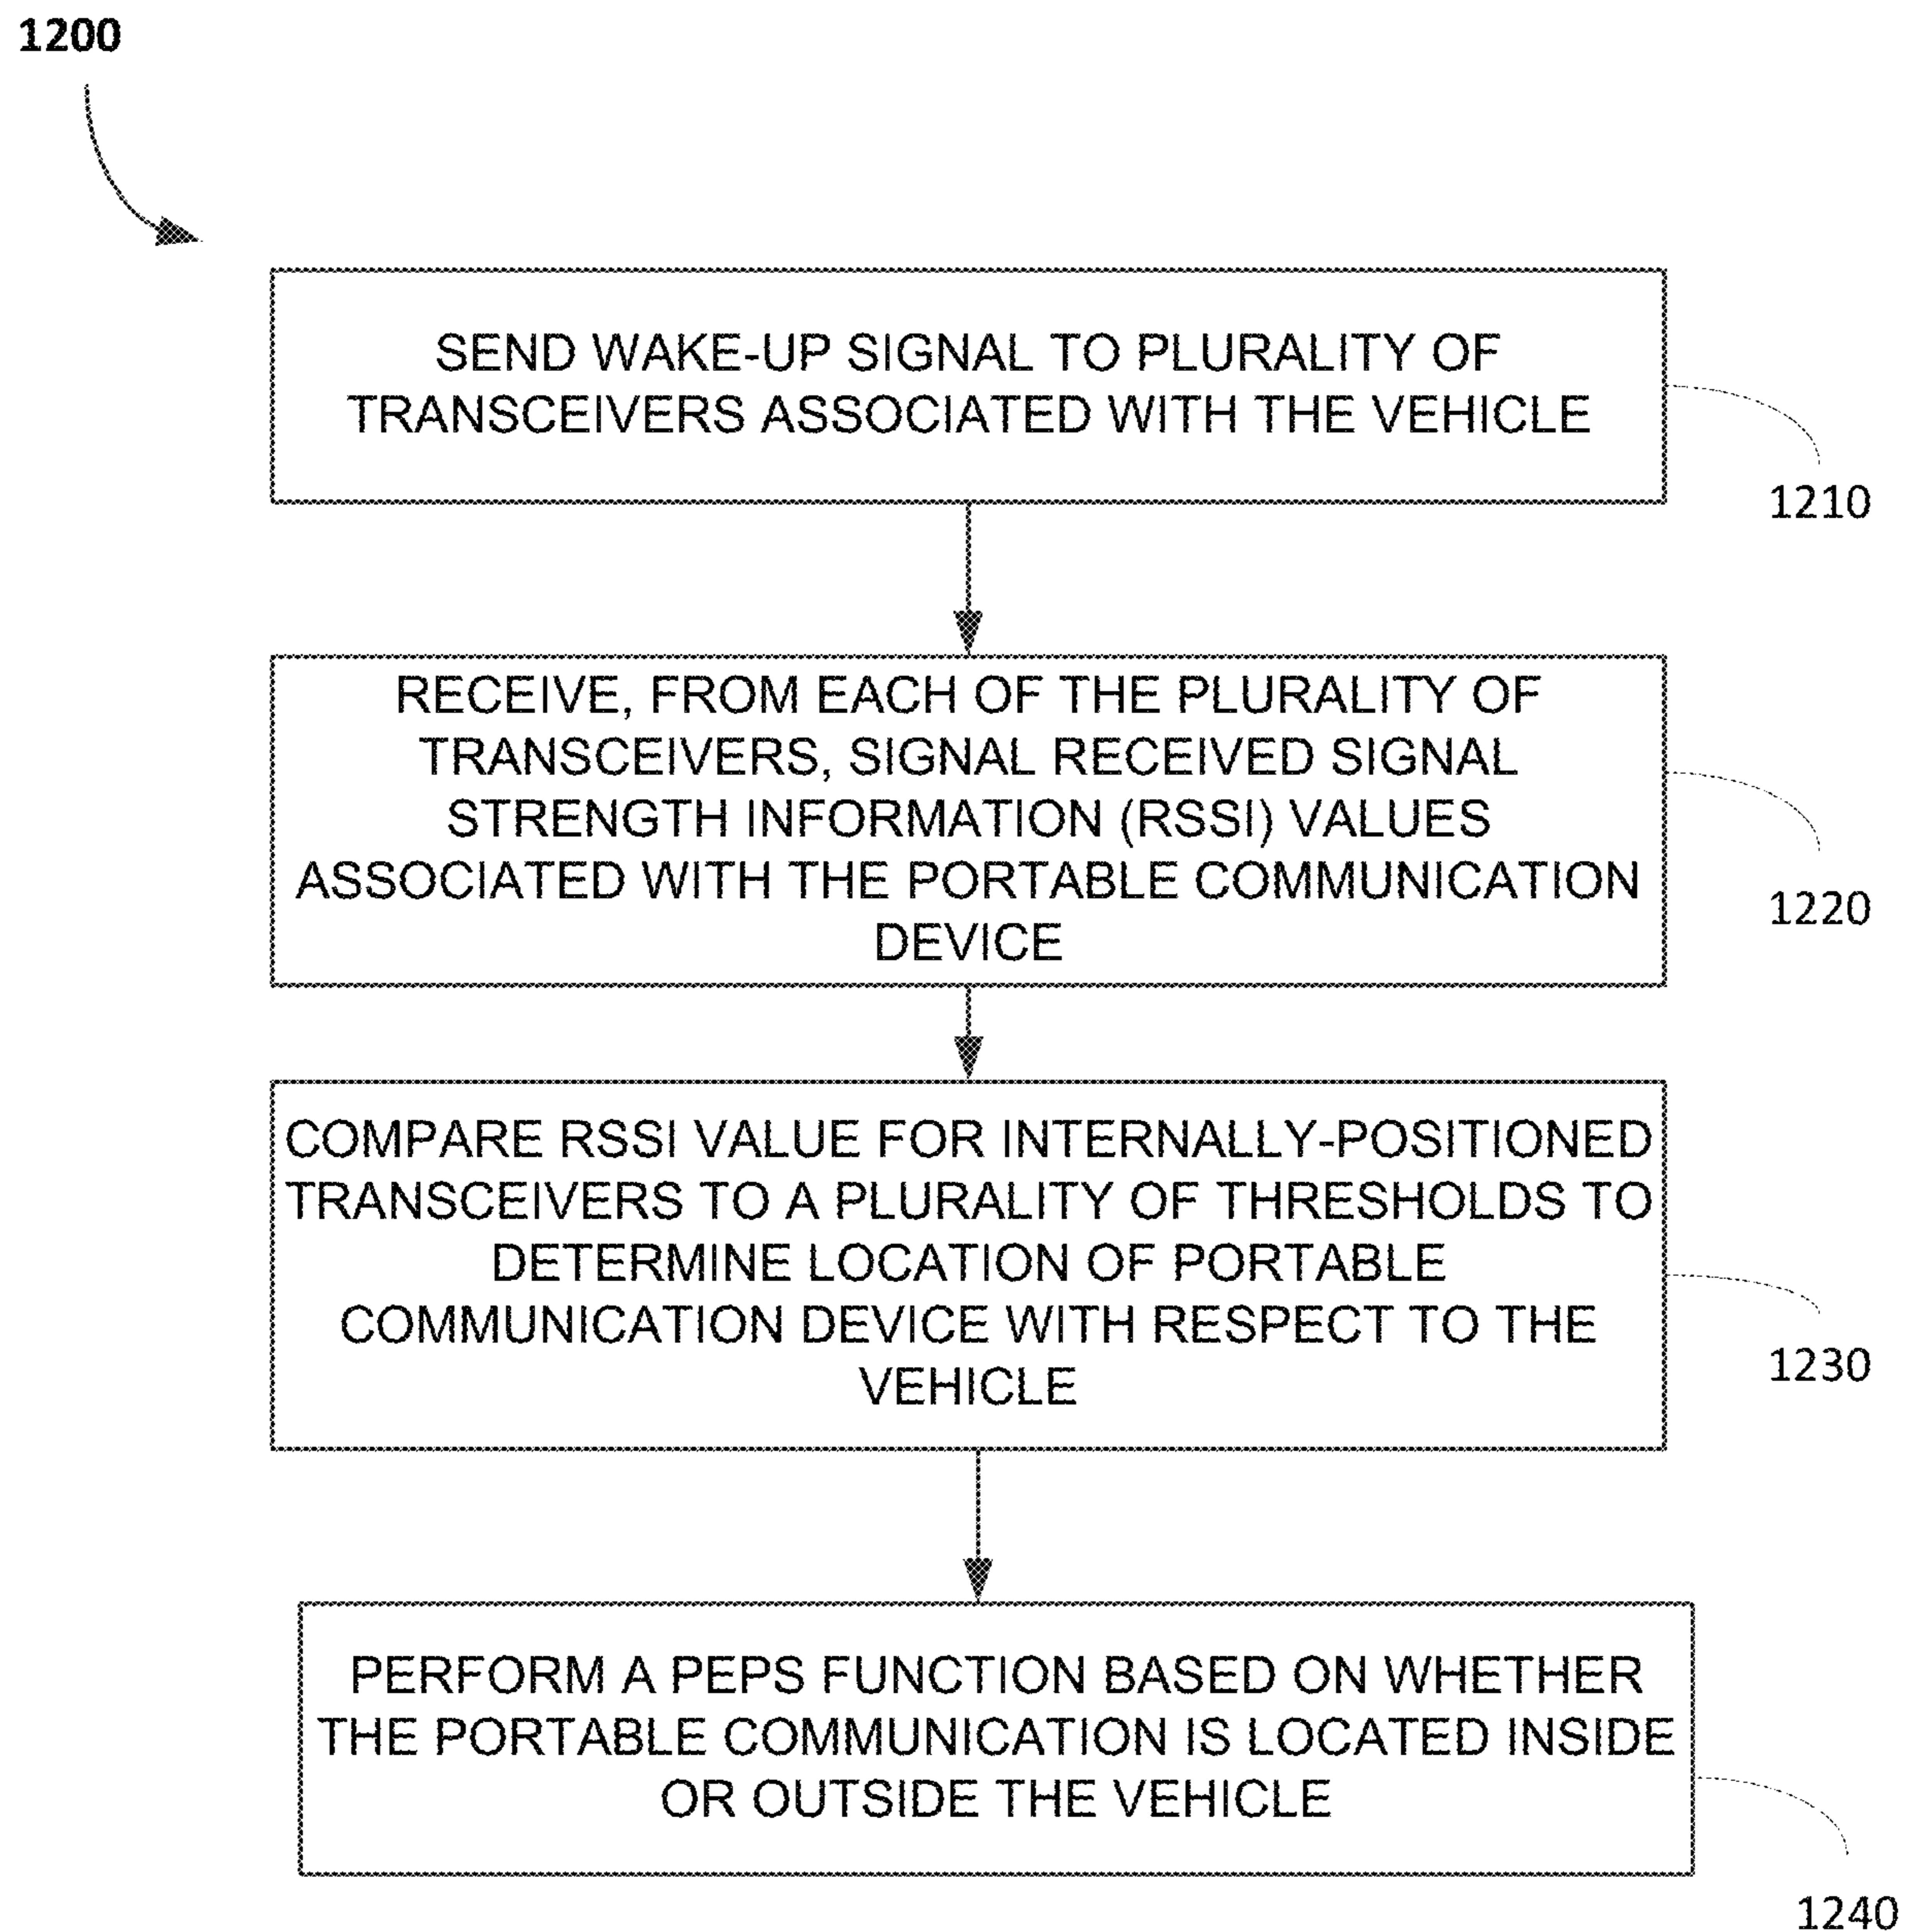 1200
SEND WAKE-UP SIGNAL TO PLURALITY OF
TRANSCEIVERS ASSOCIATED WITH THE VEHICLE
1210
RECEIVE, FROM EACH OF THE PLURALITY OF
TRANSCEIVERS, SIGNAL RECEIVED SIGNAL
STRENGTH INFORMATION (RSSI) VALUES
ASSOCIATED WITH THE PORTABLE COMMUNICATION
DEVICE
1220
COMPARE RSSI VALUE FOR INTERNALLY-POSITIONED
TRANSCEIVERS TO A PLURALITY OF THRESHOLDS TO
DETERMINE LOCATION OF PORTABLE
COMMUNICATION DEVICE WITH RESPECT TO THE
VEHICLE
1230
PERFORM A PEPS FUNCTION BASED ON WHETHER
THE PORTABLE COMMUNICATION IS LOCATED INSIDE
OR OUTSIDE THE VEHICLE
1240